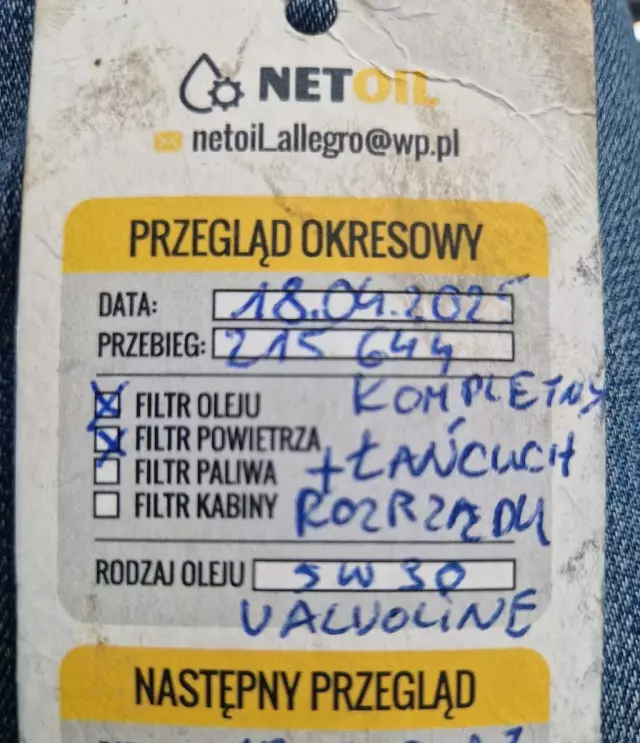 NETOIL
netoil_allegro@wp.pl
PRZEGLĄD OKRESOWY
DATA: 18.04.2025
PRZEBIEG: 215 644
FILTR OLEJU KOMPLETNY
FILTR POWIETRZA
FILTR PALIWA + ŁAŃCUCH
FILTR KABINY ROZRZĄDU
RODZAJ OLEJU 5W30
VALVOLINE
NASTĘPNY PRZEGLĄD